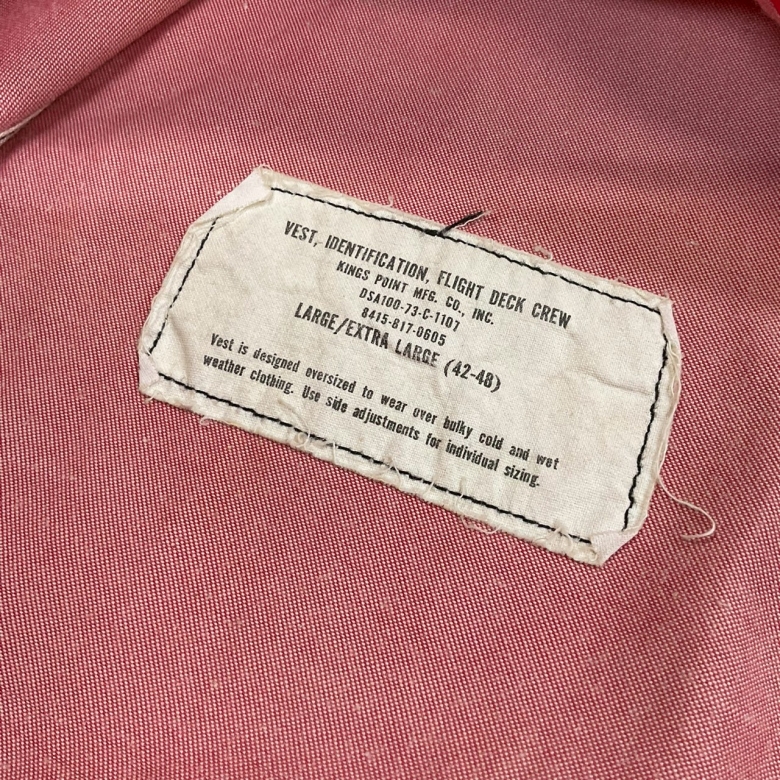 VEST, IDENTIFICATION, FLIGHT DECK CREW
KINGS POINT MFG. CO., INC.
DSA100-73-C-1107
8415-817-0605
LARGE/EXTRA LARGE (42-48)
Vest is designed oversized to wear over bulky cold and wet
weather clothing. Use side adjustments for individual sizing.